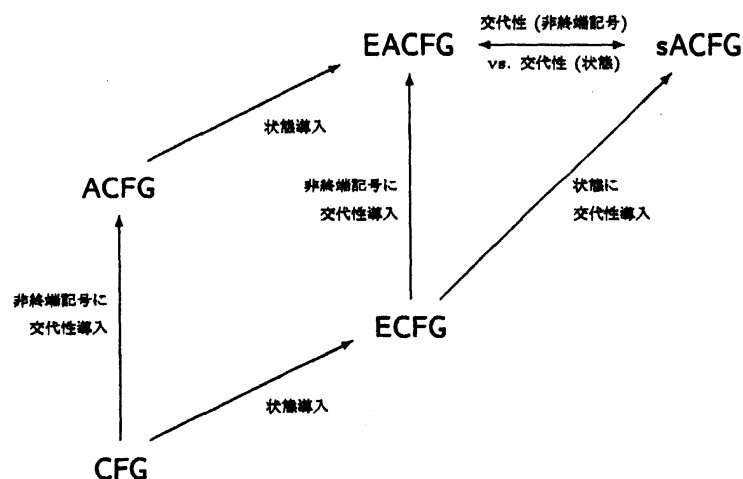 交代性 (非終端記号)
EACFG
sACFG
vs. 交代性 (状態)
状態導入
ACFG
非終端記号に
交代性導入
状態に
交代性導入
非終端記号に
交代性導入
ECFG
状態導入
CFG